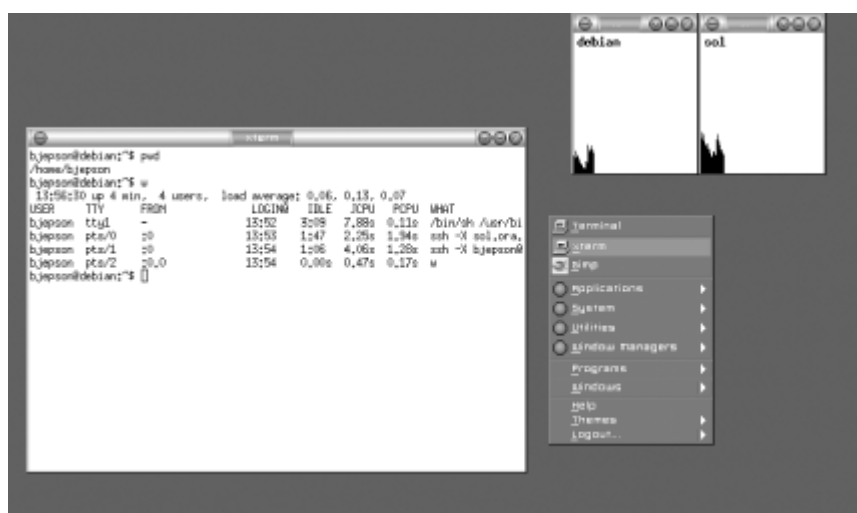 debian
sol
xterm
bjepson@debian:~$ pwd
/home/bjepson
bjepson@debian:~$ w
13:56:30 up 4 min, 4 users, load average: 0.06, 0.13, 0.07
USER TTY FROM LOGIN@ IDLE JCPU PCPU WHAT
bjepson tty1 - 13:52 3:09 7.88s 0.11s /bin/sh /usr/bi
bjepson pts/0 :0 13:53 1:47 2.25s 1.94s ssh -X sol.ora.
bjepson pts/1 :0 13:54 1:06 4.06s 1.28s ssh -X bjepson@
bjepson pts/2 :0.0 13:54 0.00s 0.47s 0.17s w
bjepson@debian:~$
Terminal
xterm
Gimp
Applications
System
Utilities
Window Managers
Programs
Windows
Help
Themes
Logout...